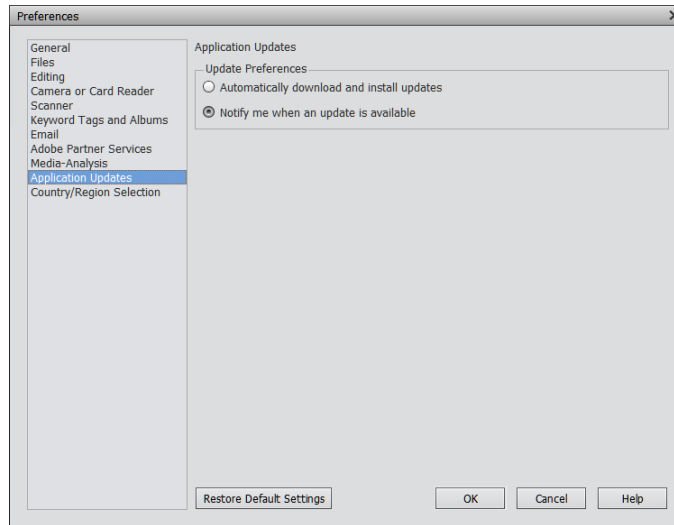 Preferences
General
Files
Editing
Camera or Card Reader
Scanner
Keyword Tags and Albums
Email
Adobe Partner Services
Media-Analysis
Application Updates
Country/Region Selection
Application Updates
Update Preferences
Automatically download and install updates
Notify me when an update is available
Restore Default Settings
OK
Cancel
Help